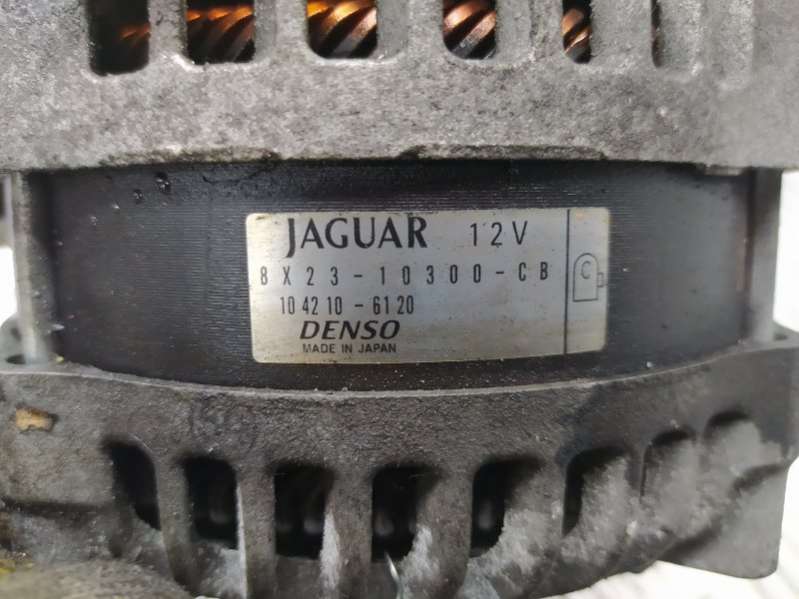 JAGUAR 12V
8X23-10300-CB
C
104210-6120
DENSO
MADE IN JAPAN